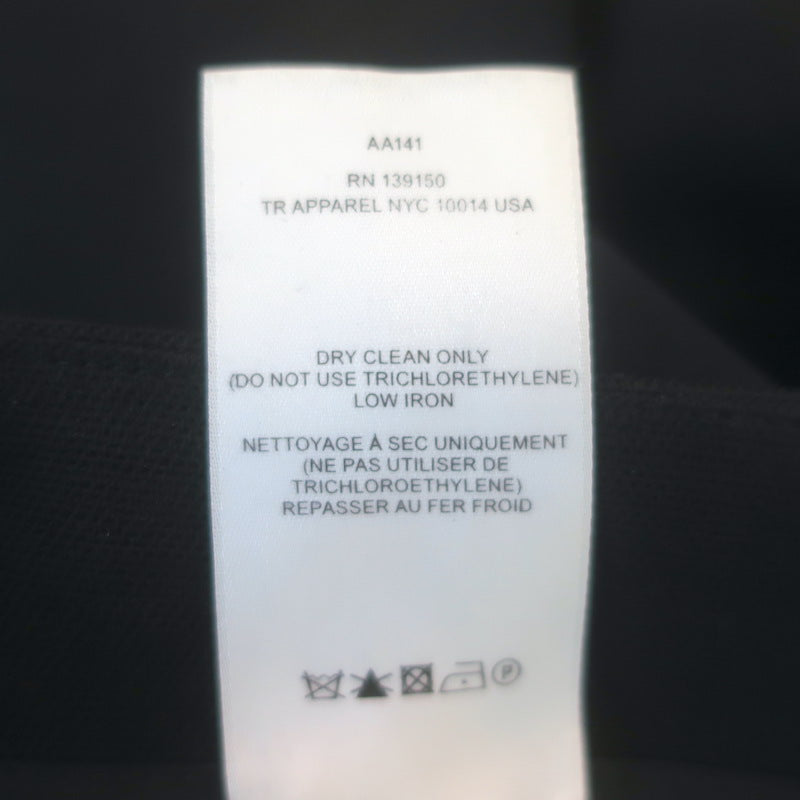 AA141
RN 139150
TR APPAREL NYC 10014 USA
DRY CLEAN ONLY
(DO NOT USE TRICHLORETHYLENE)
LOW IRON
NETTOYAGE À SEC UNIQUEMENT
(NE PAS UTILISER DE
TRICHLOROETHYLENE)
REPASSER AU FER FROID
P